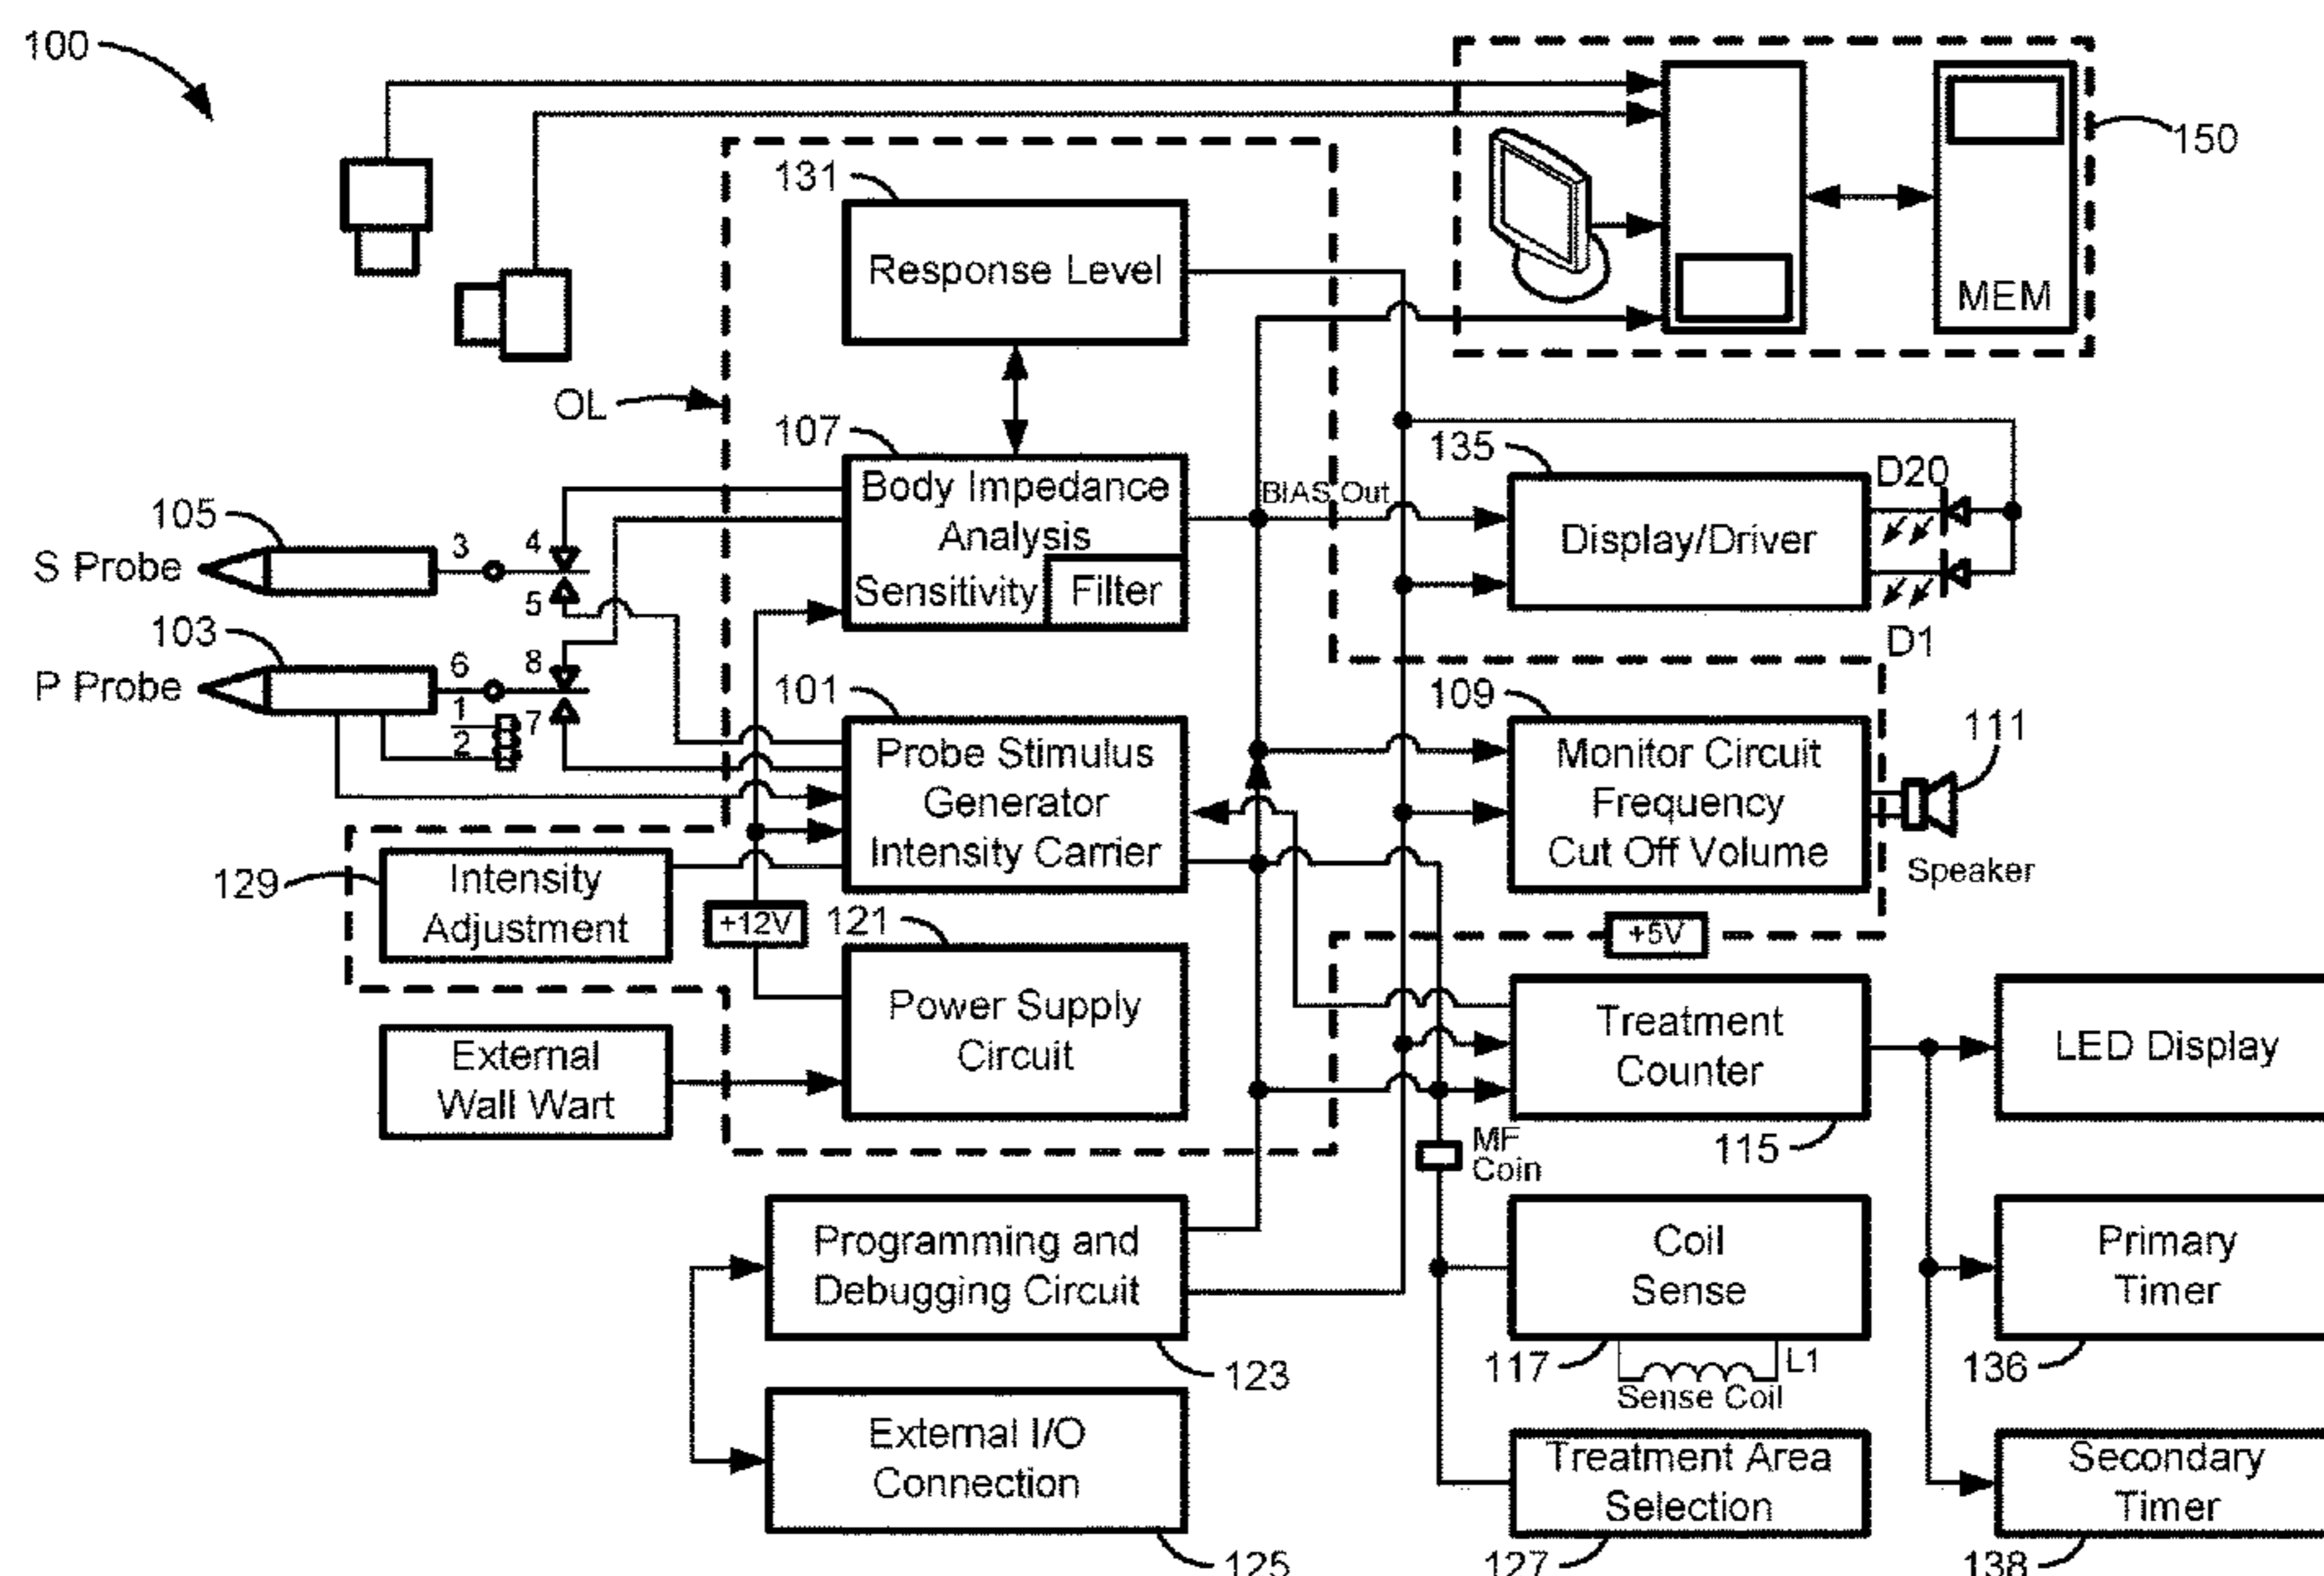 100
150
131
Response Level
MEM
OL
107
135
BIAS Out
D20
Body Impedance
Analysis
Sensitivity
Filter
Display/Driver
105
S Probe
3
4
5
D1
103
P Probe
6
8
1
7
2
101
Probe Stimulus
Generator
Intensity Carrier
109
Monitor Circuit
Frequency
Cut Off Volume
111
Speaker
129
Intensity
Adjustment
+12V
121
+5V
Power Supply
Circuit
External
Wall Wart
Treatment
Counter
115
LED Display
MF
Coin
Programming and
Debugging Circuit
123
Coil
Sense
117
L1
Sense Coil
Primary
Timer
136
External I/O
Connection
125
Treatment Area
Selection
127
Secondary
Timer
138